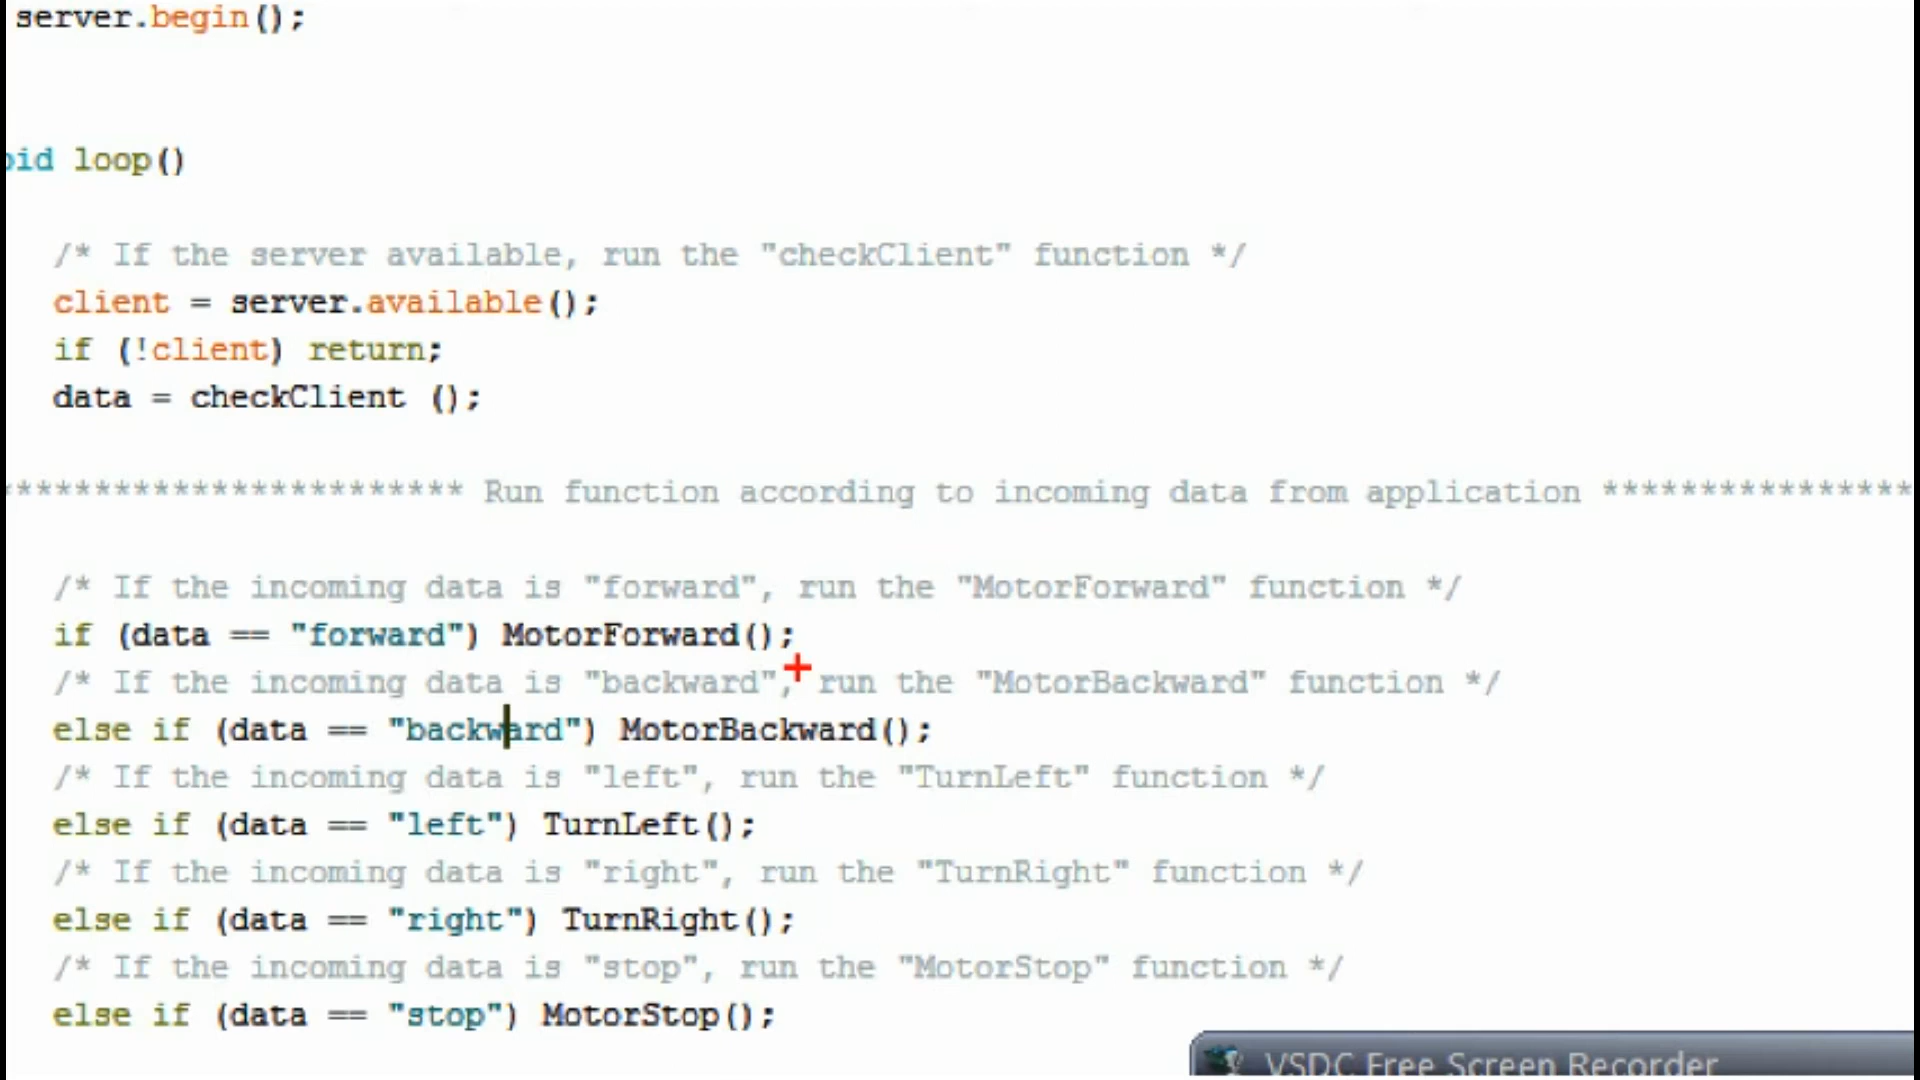 server.begin();
oid loop()
/* If the server available, run the "checkClient" function */
client = server.available();
if (!client) return;
data = checkClient ();
************************ Run function according to incoming data from application ****************
/* If the incoming data is "forward", run the "MotorForward" function */
if (data == "forward") MotorForward();
/* If the incoming data is "backward", run the "MotorBackward" function */
else if (data == "backward") MotorBackward();
/* If the incoming data is "left", run the "TurnLeft" function */
else if (data == "left") TurnLeft();
/* If the incoming data is "right", run the "TurnRight" function */
else if (data == "right") TurnRight();
/* If the incoming data is "stop", run the "MotorStop" function */
else if (data == "stop") MotorStop();
VSDC Free Screen Recorder